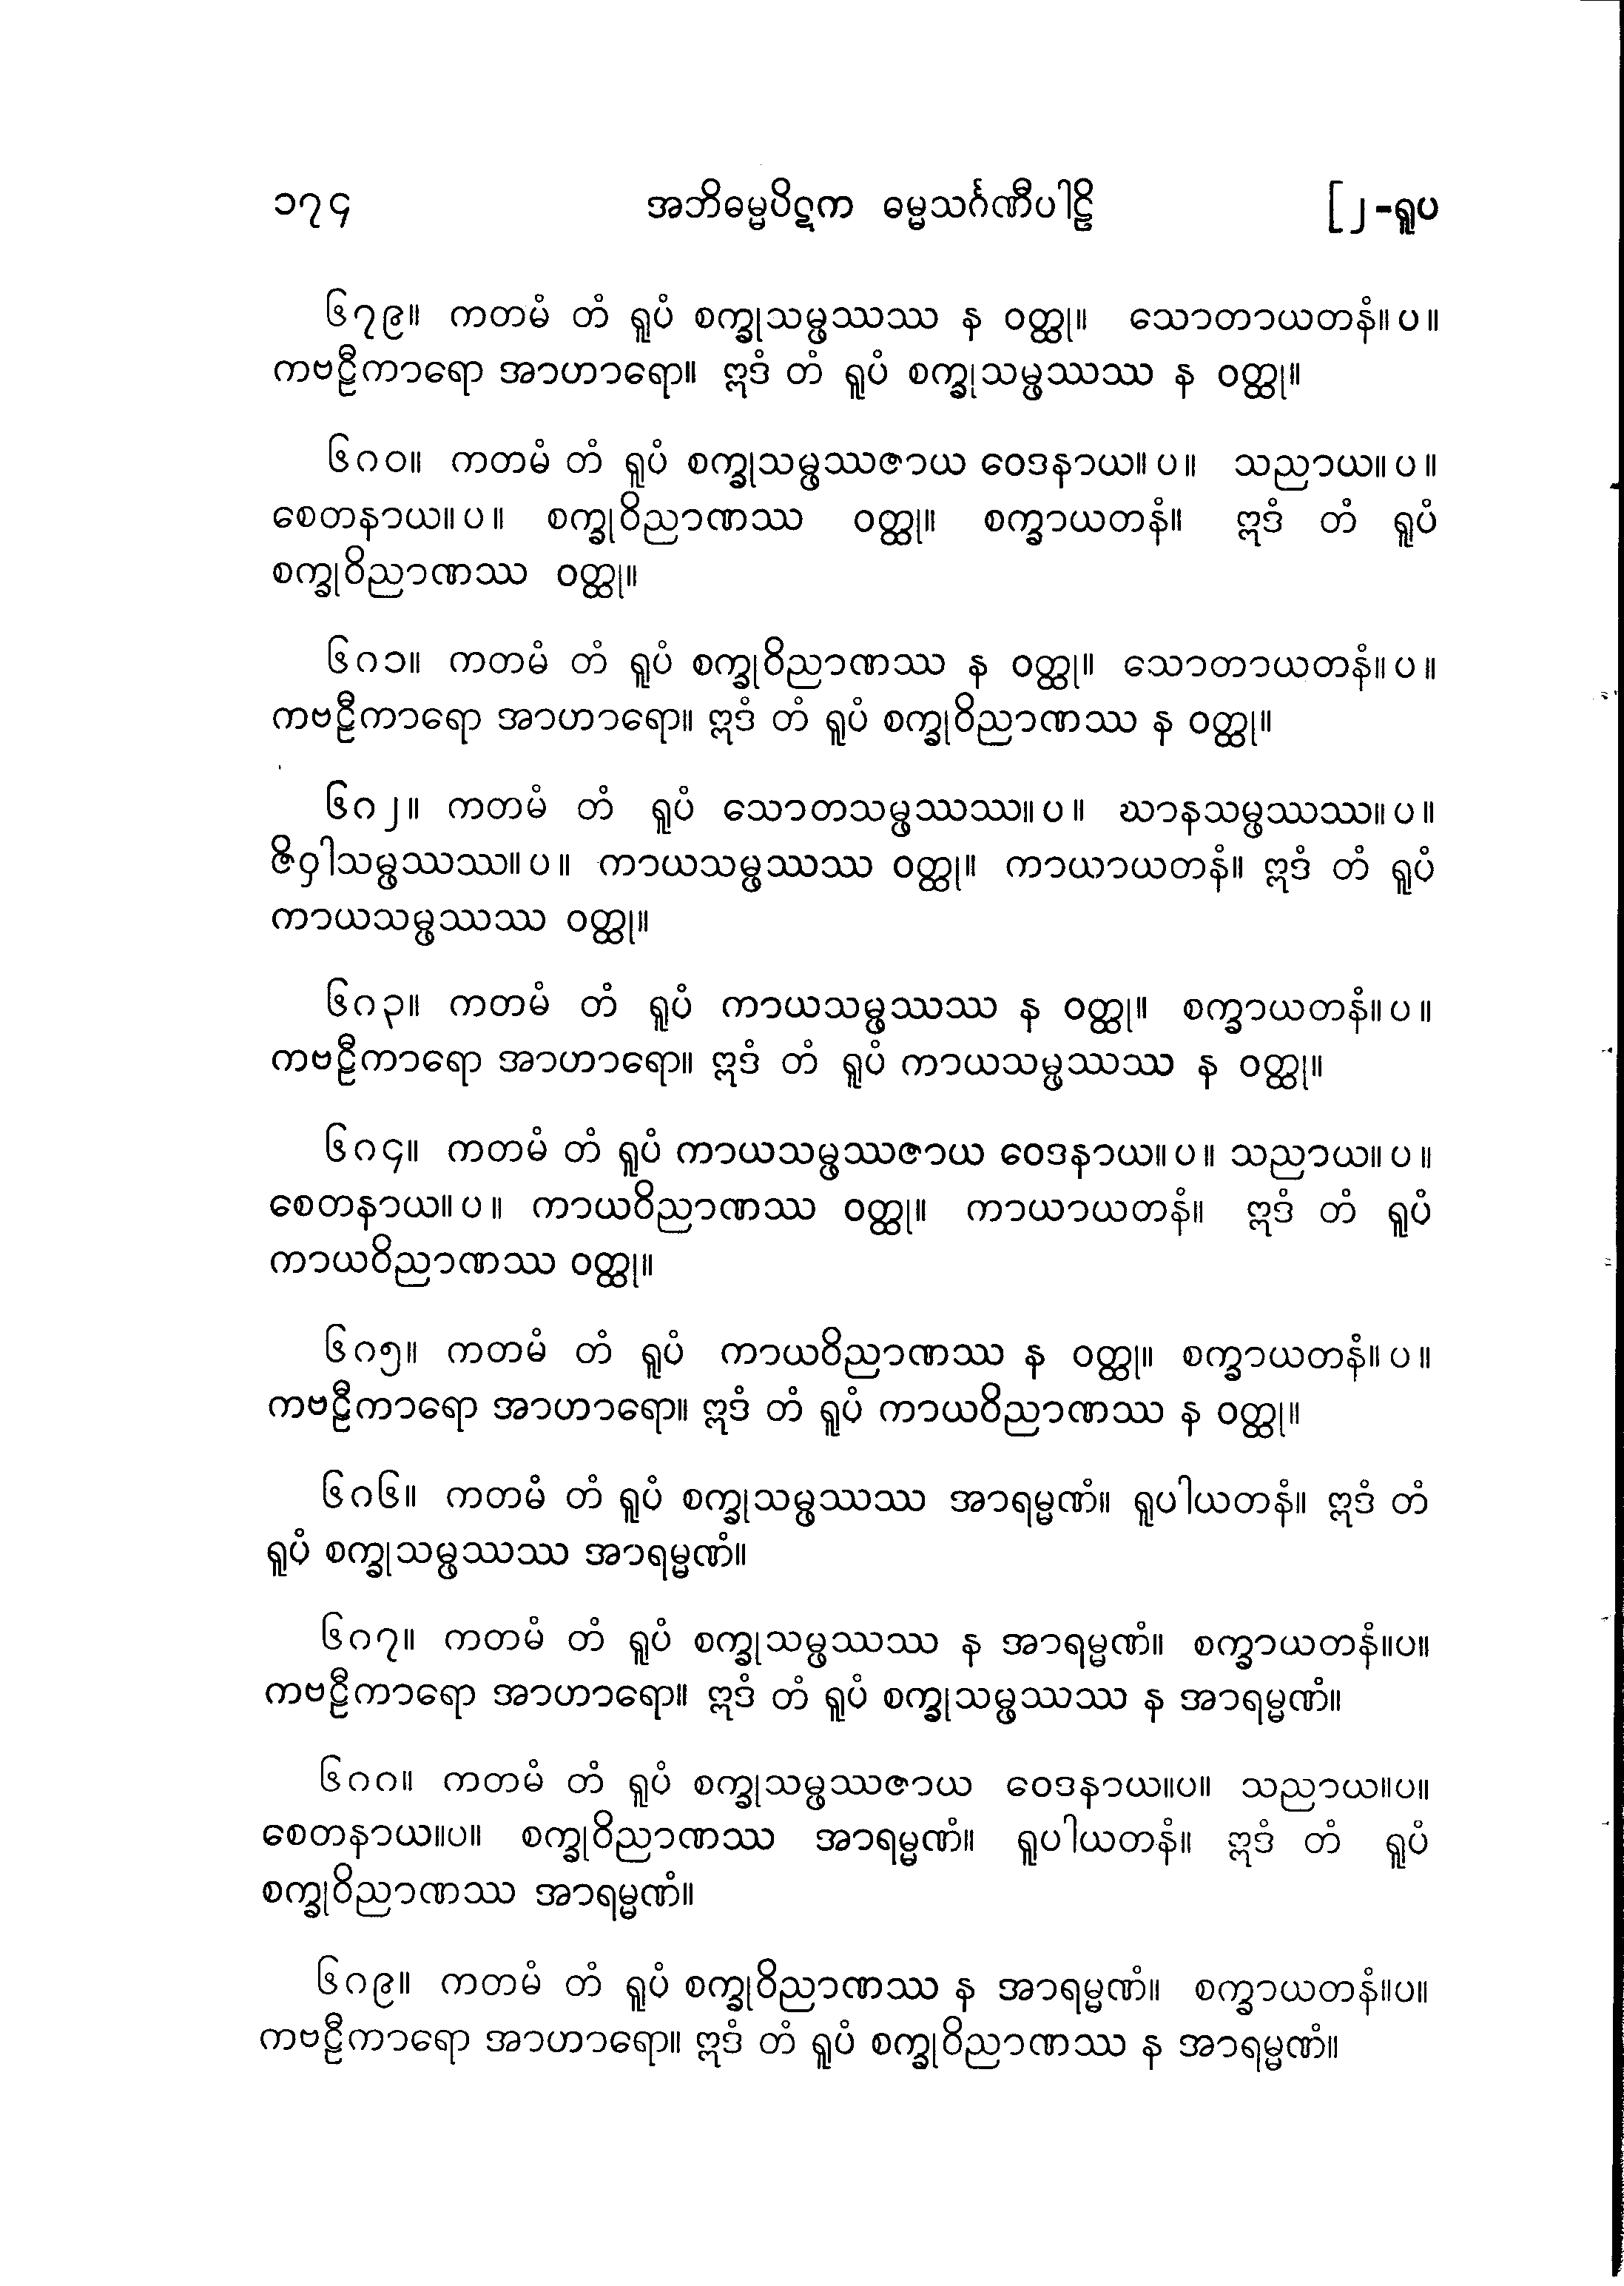 ၁၇၄ အဘိဓမ္မပိဋက ဓမ္မသင်္ဂဏီပါဠိ [၂-ရူပ
၆၇၉။ ကတမံ တံ ရူပံ စက္ခုသမ္ဖဿဿ န ဝတ္ထု။ သောတာယတနံ။ပ။
ကဗဠီကာရော အာဟာရော။ ဣဒံ တံ ရူပံ စက္ခုသမ္ဖဿဿ န ဝတ္ထု။
၆၈၀။ ကတမံ တံ ရူပံ စက္ခုသမ္ဖဿဇာယ ဝေဒနာယ။ပ။ သညာယ။ပ။
စေတနာယ။ပ။ စက္ခုဝိညာဏဿ ဝတ္ထု။ စက္ခာယတနံ။ ဣဒံ တံ ရူပံ
စက္ခုဝိညာဏဿ ဝတ္ထု။
၆၈၁။ ကတမံ တံ ရူပံ စက္ခုဝိညာဏဿ န ဝတ္ထု။ သောတာယတနံ။ပ။
ကဗဠီကာရော အာဟာရော။ ဣဒံ တံ ရူပံ စက္ခုဝိညာဏဿ န ဝတ္ထု။
၆၈၂။ ကတမံ တံ ရူပံ သောတသမ္ဖဿဿ။ပ။ ဃာနသမ္ဖဿဿ။ပ။
ဇိဝှါသမ္ဖဿဿ။ပ။ ကာယသမ္ဖဿဿ ဝတ္ထု။ ကာယာယတနံ။ ဣဒံ တံ ရူပံ
ကာယသမ္ဖဿဿ ဝတ္ထု။
၆၈၃။ ကတမံ တံ ရူပံ ကာယသမ္ဖဿဿ န ဝတ္ထု။ စက္ခာယတနံ။ပ။
ကဗဠီကာရော အာဟာရော။ ဣဒံ တံ ရူပံ ကာယသမ္ဖဿဿ န ဝတ္ထု။
၆၈၄။ ကတမံ တံ ရူပံ ကာယသမ္ဖဿဇာယ ဝေဒနာယ။ပ။ သညာယ။ပ။
စေတနာယ။ပ။ ကာယဝိညာဏဿ ဝတ္ထု။ ကာယာယတနံ။ ဣဒံ တံ ရူပံ
ကာယဝိညာဏဿ ဝတ္ထု။
၆၈၅။ ကတမံ တံ ရူပံ ကာယဝိညာဏဿ န ဝတ္ထု။ စက္ခာယတနံ။ပ။
ကဗဠီကာရော အာဟာရော။ ဣဒံ တံ ရူပံ ကာယဝိညာဏဿ န ဝတ္ထု။
၆၈၆။ ကတမံ တံ ရူပံ စက္ခုသမ္ဖဿဿ အာရမ္မဏံ။ ရူပါယတနံ။ ဣဒံ တံ
ရူပံ စက္ခုသမ္ဖဿဿ အာရမ္မဏံ။
၆၈၇။ ကတမံ တံ ရူပံ စက္ခုသမ္ဖဿဿ န အာရမ္မဏံ။ စက္ခာယတနံ။ပ။
ကဗဠီကာရော အာဟာရော။ ဣဒံ တံ ရူပံ စက္ခုသမ္ဖဿဿ န အာရမ္မဏံ။
၆၈၈။ ကတမံ တံ ရူပံ စက္ခုသမ္ဖဿဇာယ ဝေဒနာယ။ပ။ သညာယ။ပ။
စေတနာယ။ပ။ စက္ခုဝိညာဏဿ အာရမ္မဏံ။ ရူပါယတနံ။ ဣဒံ တံ ရူပံ
စက္ခုဝိညာဏဿ အာရမ္မဏံ။
၆၈၉။ ကတမံ တံ ရူပံ စက္ခုဝိညာဏဿ န အာရမ္မဏံ။ စက္ခာယတနံ။ပ။
ကဗဠီကာရော အာဟာရော။ ဣဒံ တံ ရူပံ စက္ခုဝိညာဏဿ န အာရမ္မဏံ။